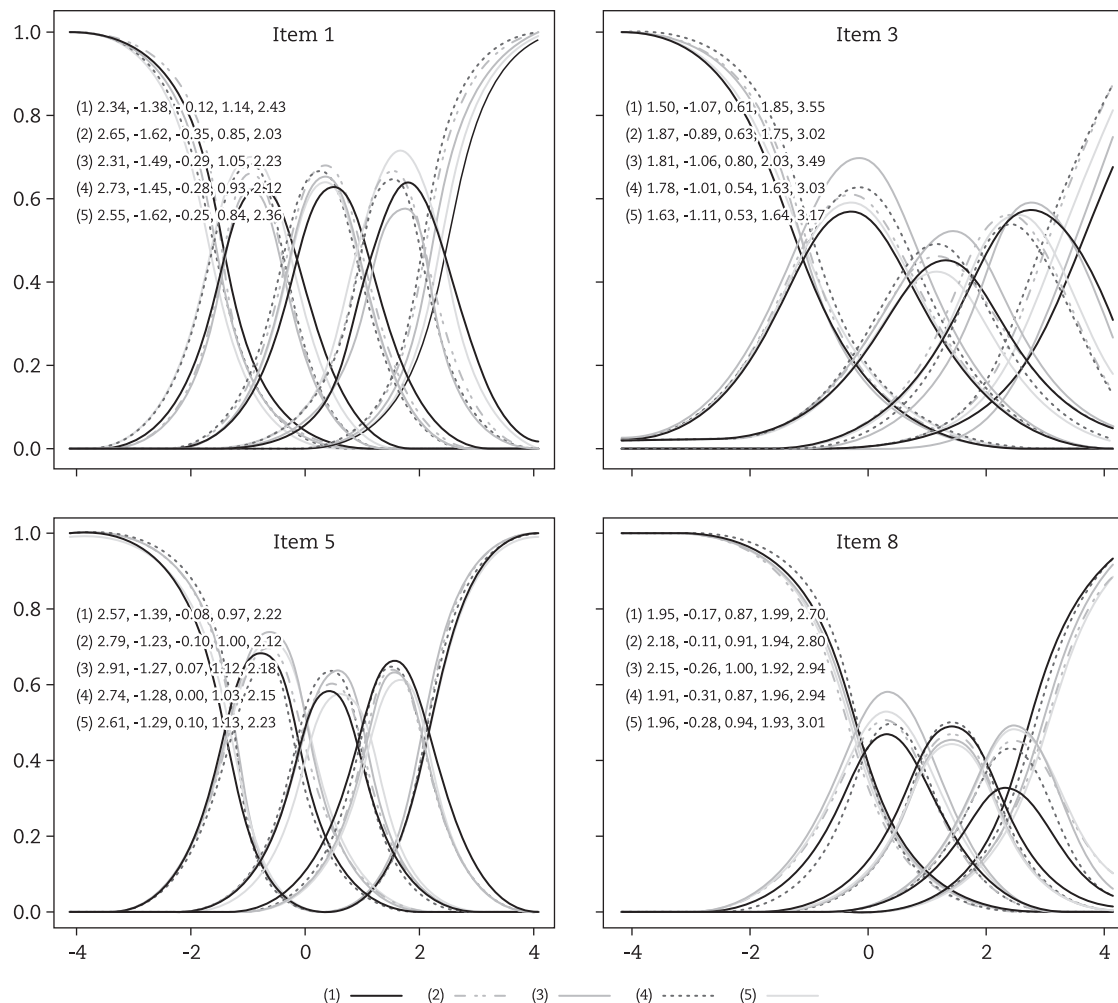 Item 1
1.0
0.8
0.6
0.4
0.2
0.0
(1) 2.34, -1.38, - 0.12, 1.14, 2.43
(2) 2.65, -1.62, -0.35, 0.85, 2.03
(3) 2.31, -1.49, -0.29, 1.05, 2.23
(4) 2.73, -1.45, -0.28, 0.93, 2.12
(5) 2.55, -1.62, -0.25, 0.84, 2.36
-4 -2 0 2 4
Item 3
(1) 1.50, -1.07, 0.61, 1.85, 3.55
(2) 1.87, -0.89, 0.63, 1.75, 3.02
(3) 1.81, -1.06, 0.80, 2.03, 3.49
(4) 1.78, -1.01, 0.54, 1.63, 3.03
(5) 1.63, -1.11, 0.53, 1.64, 3.17
-4 -2 0 2 4
Item 5
1.0
0.8
0.6
0.4
0.2
0.0
(1) 2.57, -1.39, -0.08, 0.97, 2.22
(2) 2.79, -1.23, -0.10, 1.00, 2.12
(3) 2.91, -1.27, 0.07, 1.12, 2.18
(4) 2.74, -1.28, 0.00, 1.03, 2.15
(5) 2.61, -1.29, 0.10, 1.13, 2.23
-4 -2 0 2 4
Item 8
(1) 1.95, -0.17, 0.87, 1.99, 2.70
(2) 2.18, -0.11, 0.91, 1.94, 2.80
(3) 2.15, -0.26, 1.00, 1.92, 2.94
(4) 1.91, -0.31, 0.87, 1.96, 2.94
(5) 1.96, -0.28, 0.94, 1.93, 3.01
-4 -2 0 2 4
(1) (2) (3) (4) (5)